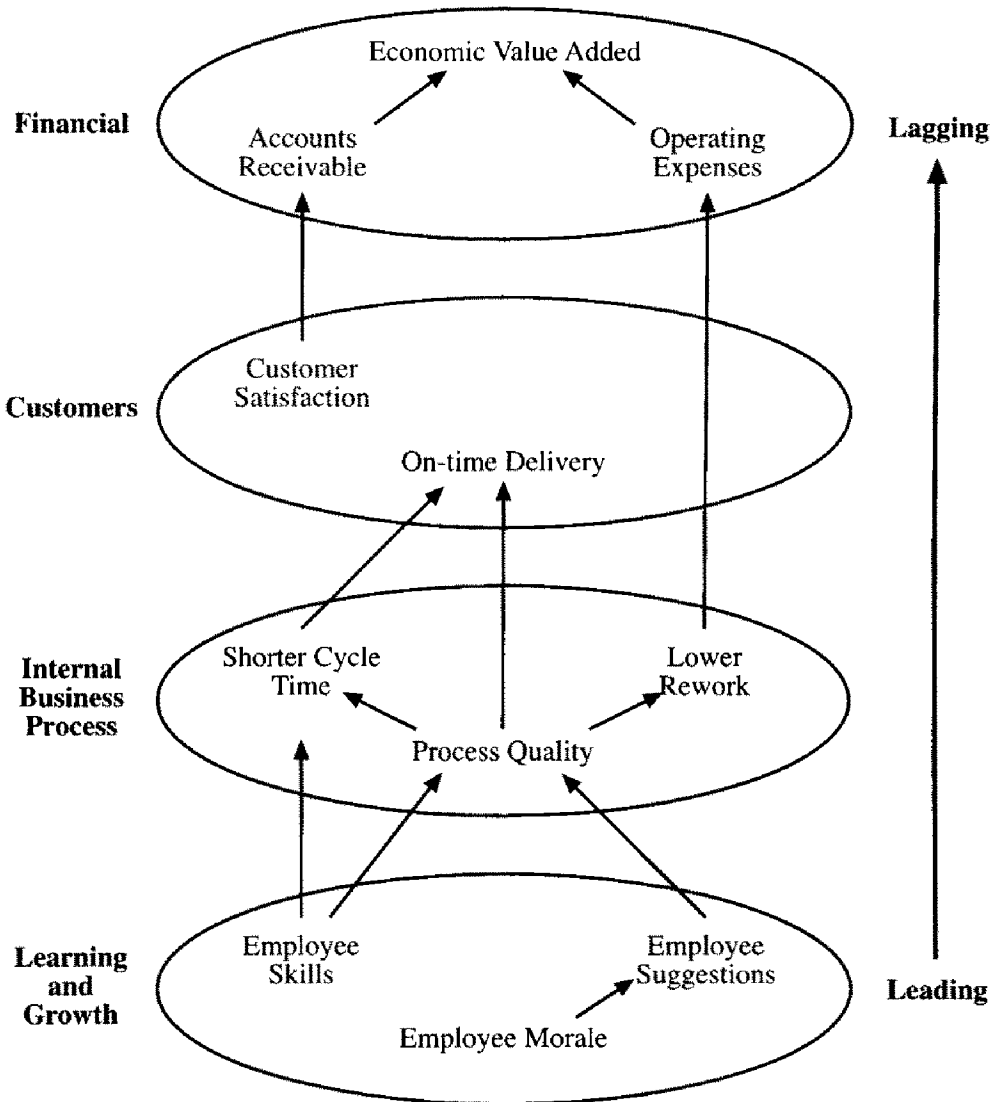 Economic Value Added
Financial
Accounts
Receivable
Operating
Expenses
Lagging
Customer
Satisfaction
Customers
On-time Delivery
Internal
Business
Process
Shorter Cycle
Time
Lower
Rework
Process Quality
Learning
and
Growth
Employee
Skills
Employee
Suggestions
Leading
Employee Morale